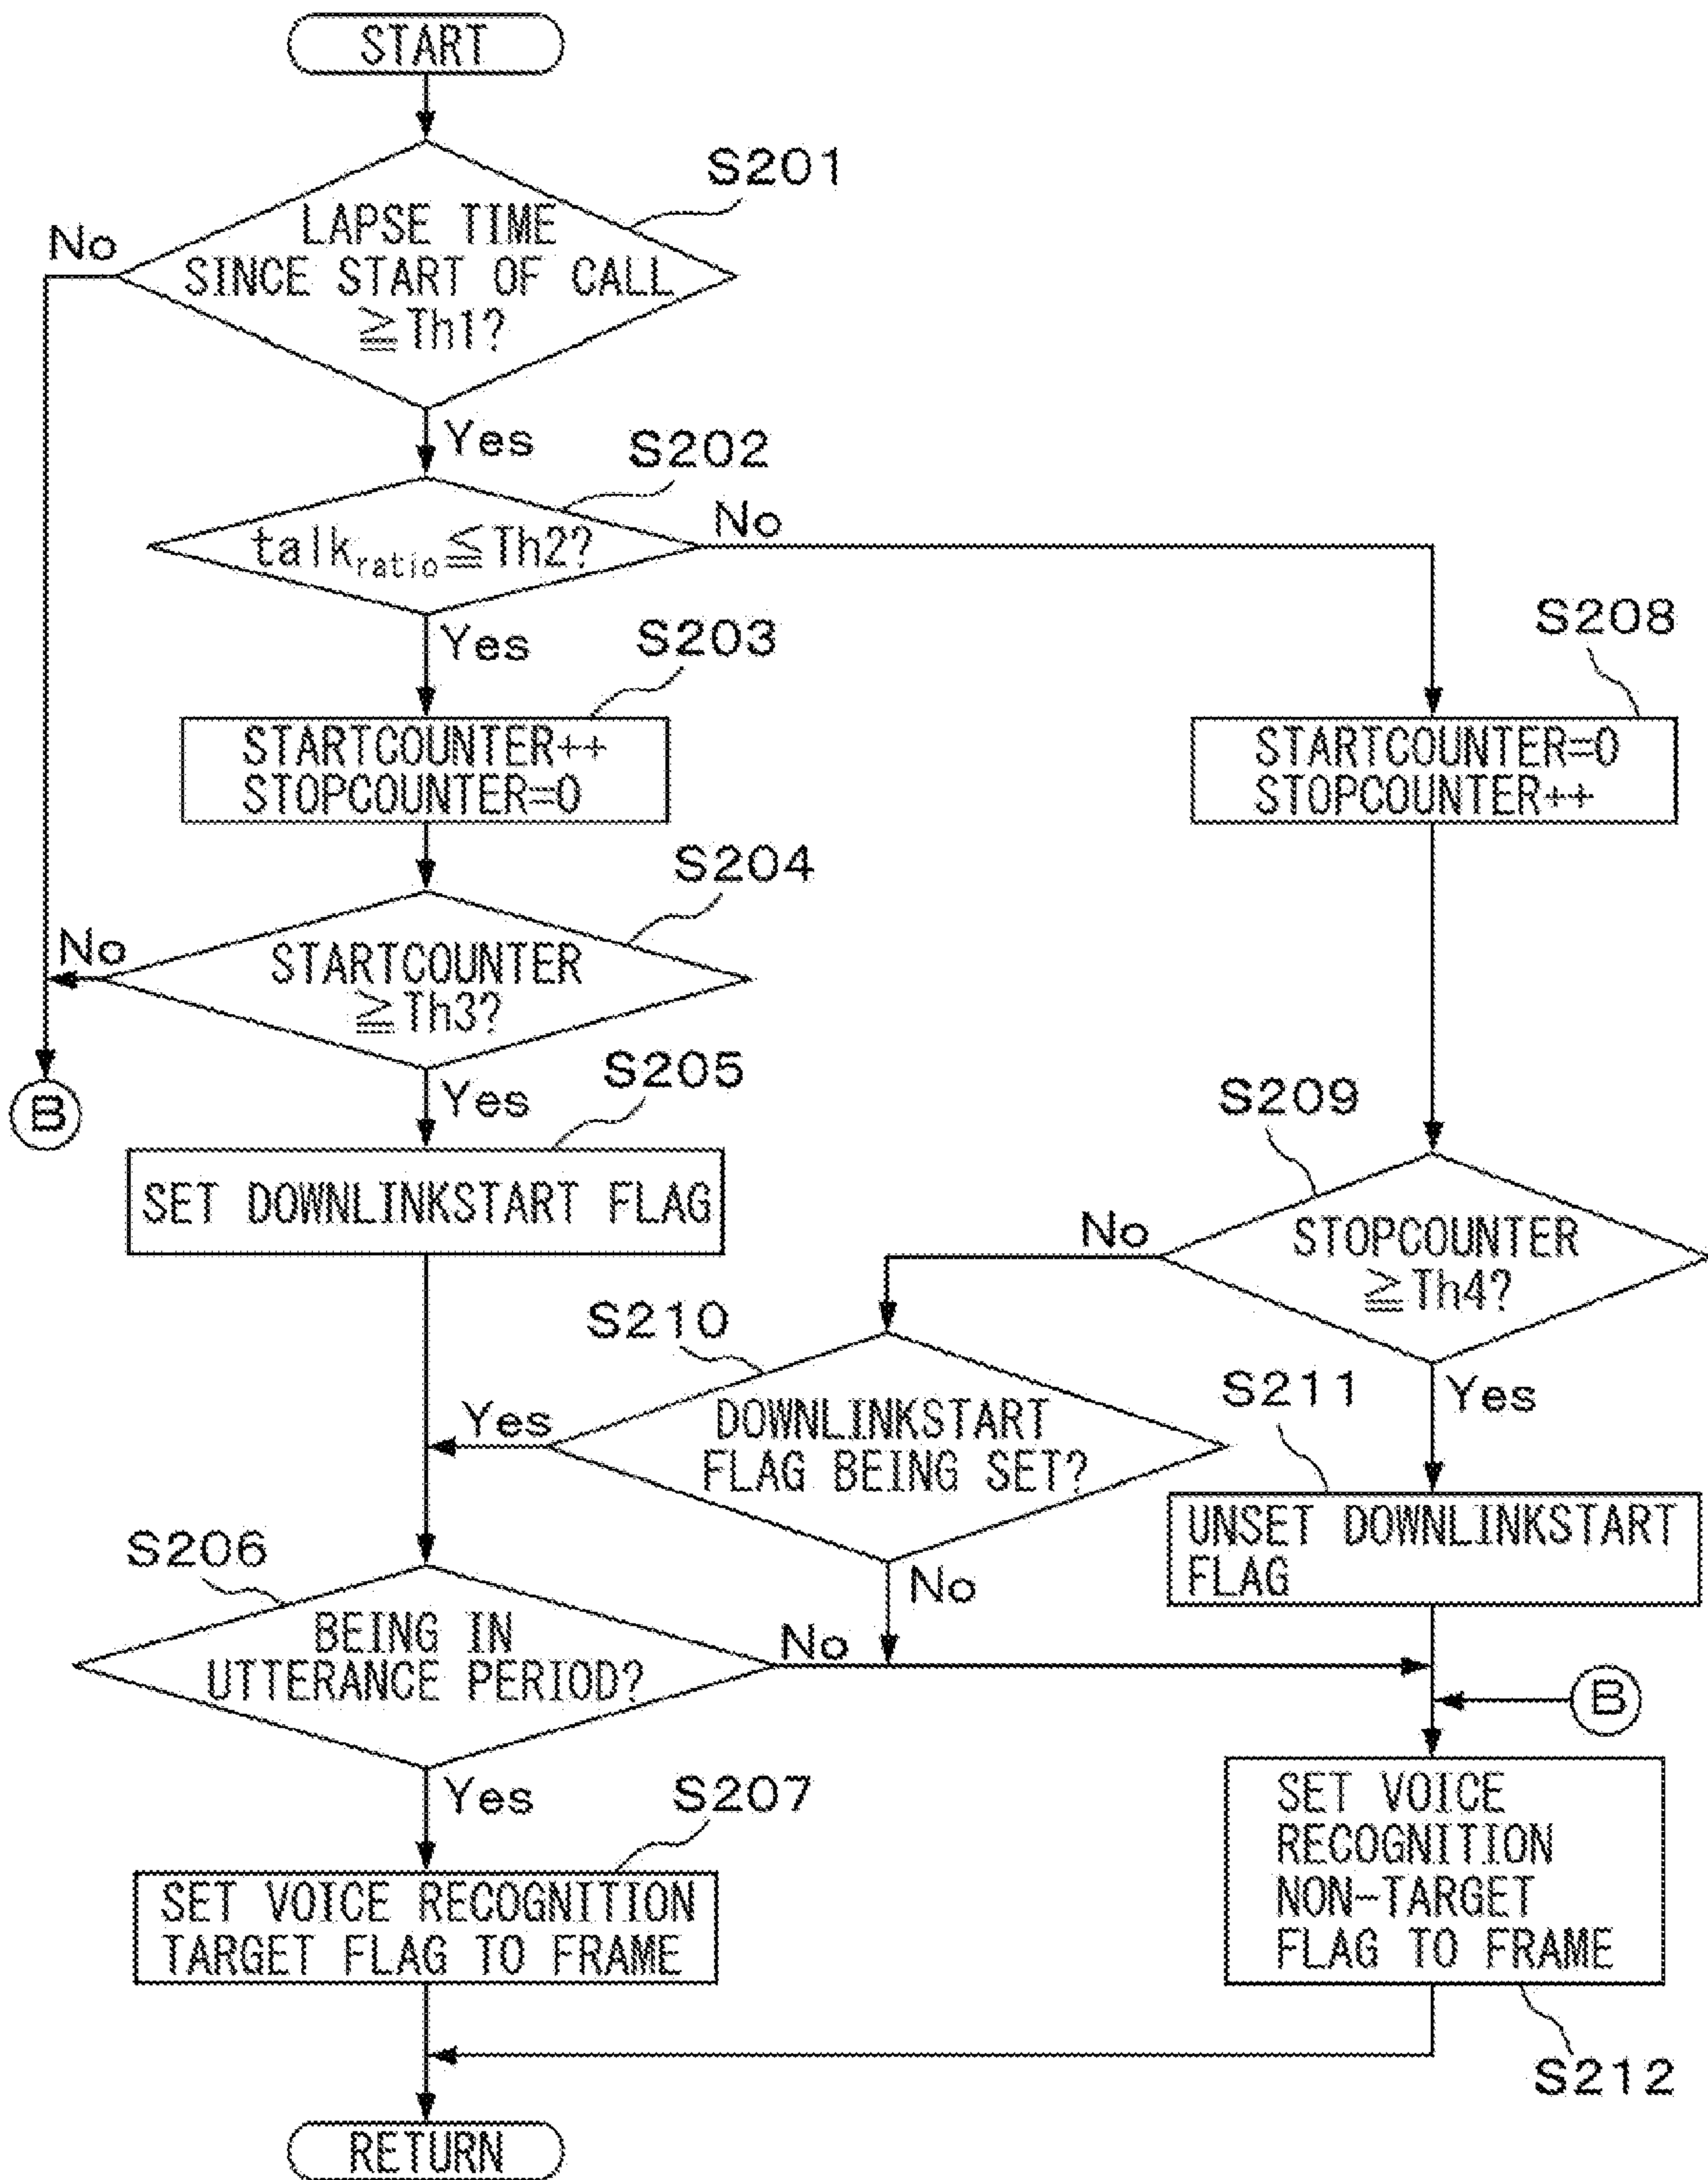 START
S201
LAPSE TIME
SINCE START OF CALL
≧Th1?
No
Yes
S202
talk_ratio≦Th2?
No
Yes
S203
STARTCOUNTER++
STOPCOUNTER=0
S208
STARTCOUNTER=0
STOPCOUNTER++
S204
STARTCOUNTER
≧Th3?
No
B
Yes
S205
SET DOWNLINKSTART FLAG
S209
STOPCOUNTER
≧Th4?
No
Yes
S210
DOWNLINKSTART
FLAG BEING SET?
Yes
No
S211
UNSET DOWNLINKSTART
FLAG
S206
BEING IN
UTTERANCE PERIOD?
No
B
Yes
S207
SET VOICE RECOGNITION
TARGET FLAG TO FRAME
SET VOICE
RECOGNITION
NON-TARGET
FLAG TO FRAME
S212
RETURN